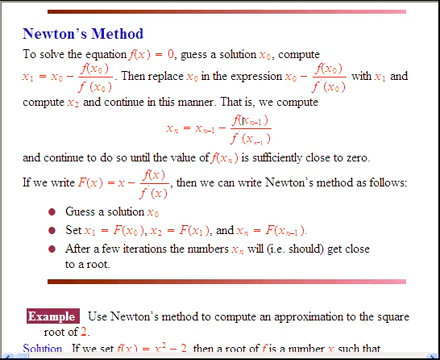 Newton's Method
To solve the equation f(x) = 0, guess a solution x₀, compute
x₁ = x₀ − f(x₀)/f (x₀). Then replace x₀ in the expression x₀ − f(x₀)/f (x₀) with x₁ and
compute x₂ and continue in this manner. That is, we compute
xₙ = xₙ₋₁ − f(xₙ₋₁)/f (xₙ₋₁)
and continue to do so until the value of f(xₙ) is sufficiently close to zero.
If we write F(x) = x − f(x)/f (x), then we can write Newton's method as follows:
● Guess a solution x₀
● Set x₁ = F(x₀), x₂ = F(x₁), and xₙ = F(xₙ₋₁).
● After a few iterations the numbers xₙ will (i.e. should) get close
to a root.
Example Use Newton's method to compute an approximation to the square
root of 2.
Solution If we set f(x) = x² − 2, then a root of f is a number x such that